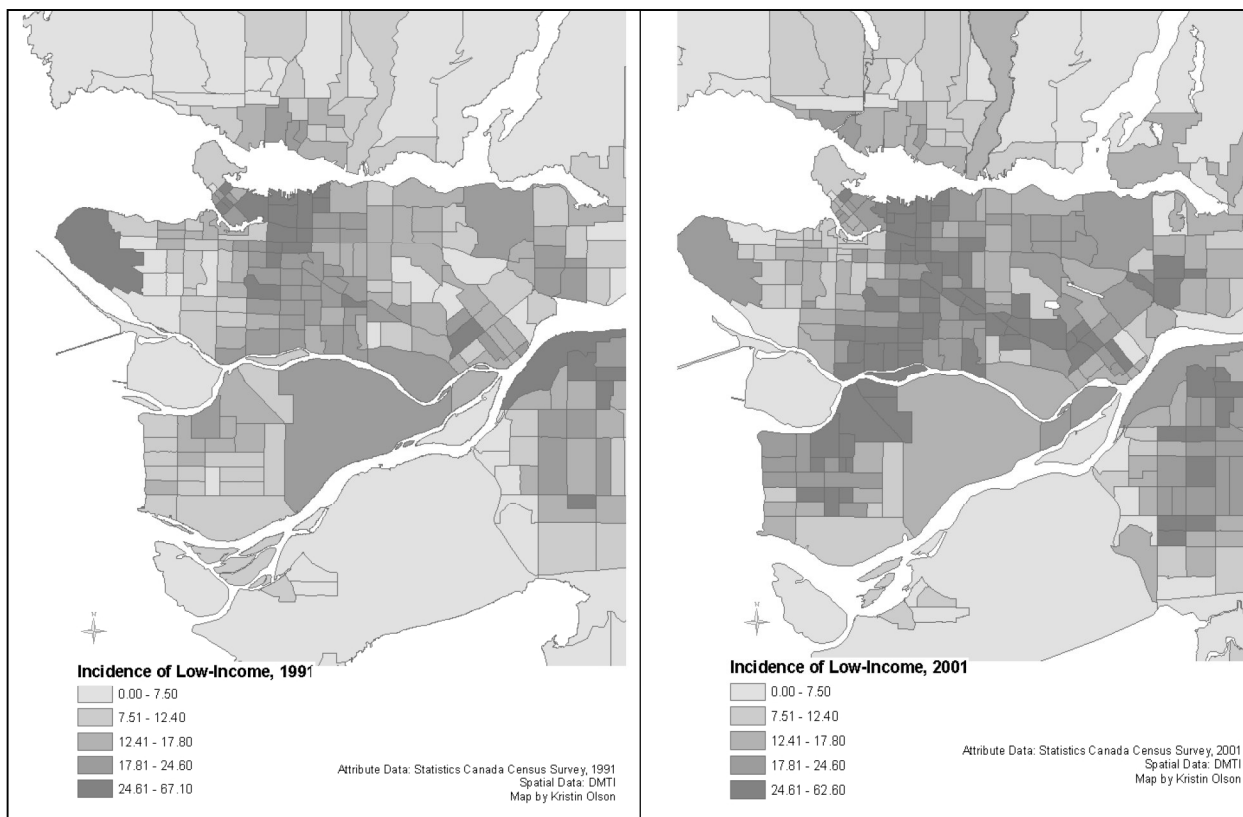 Incidence of Low-Income, 1991
0.00 - 7.50
7.51 - 12.40
12.41 - 17.80
17.81 - 24.60
24.61 - 67.10
Attribute Data: Statistics Canada Census Survey, 1991
Spatial Data: DMTI
Map by Kristin Olson
Incidence of Low-Income, 2001
0.00 - 7.50
7.51 - 12.40
12.41 - 17.80
17.81 - 24.60
24.61 - 62.60
Attribute Data: Statistics Canada Census Survey, 2001
Spatial Data: DMTI
Map by Kristin Olson